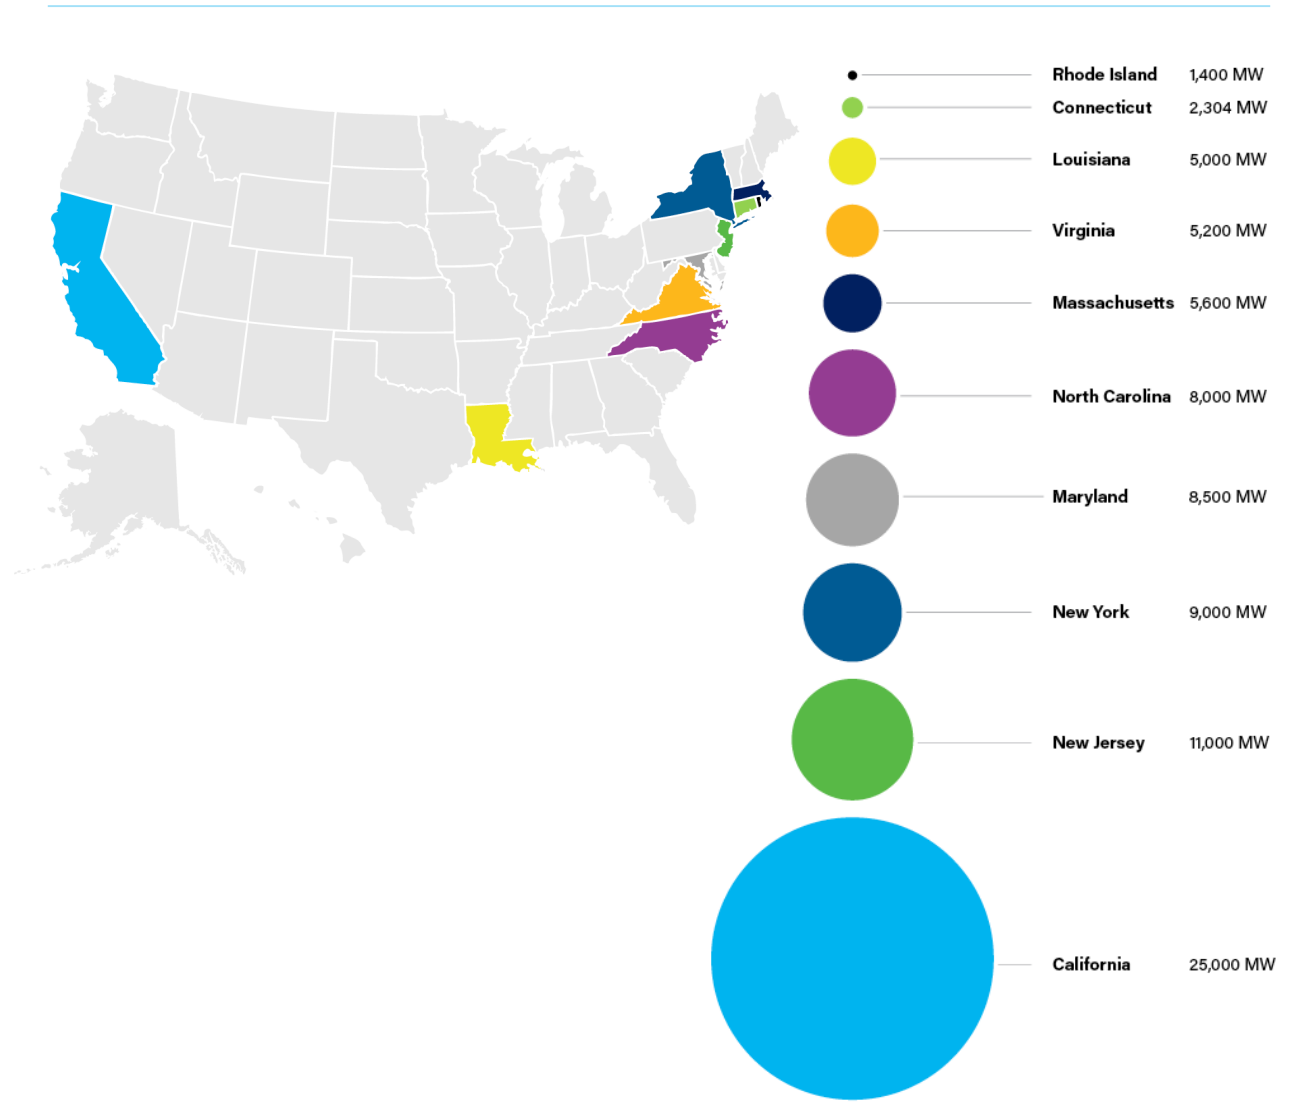 Rhode Island 1,400 MW
Connecticut 2,304 MW
Louisiana 5,000 MW
Virginia 5,200 MW
Massachusetts 5,600 MW
North Carolina 8,000 MW
Maryland 8,500 MW
New York 9,000 MW
New Jersey 11,000 MW
California 25,000 MW